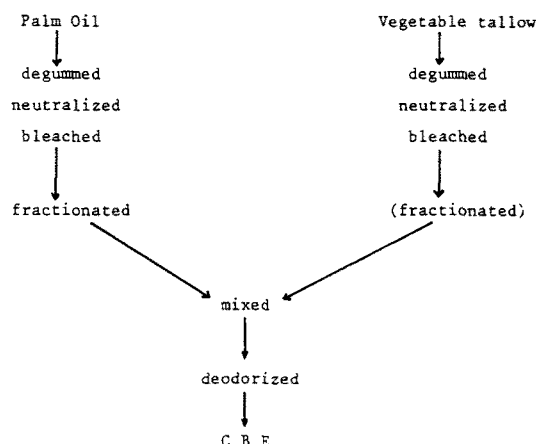 Palm Oil Vegetable tallow
degummed degummed
neutralized neutralized
bleached bleached
fractionated (fractionated)
mixed
deodorized
C.B.E.